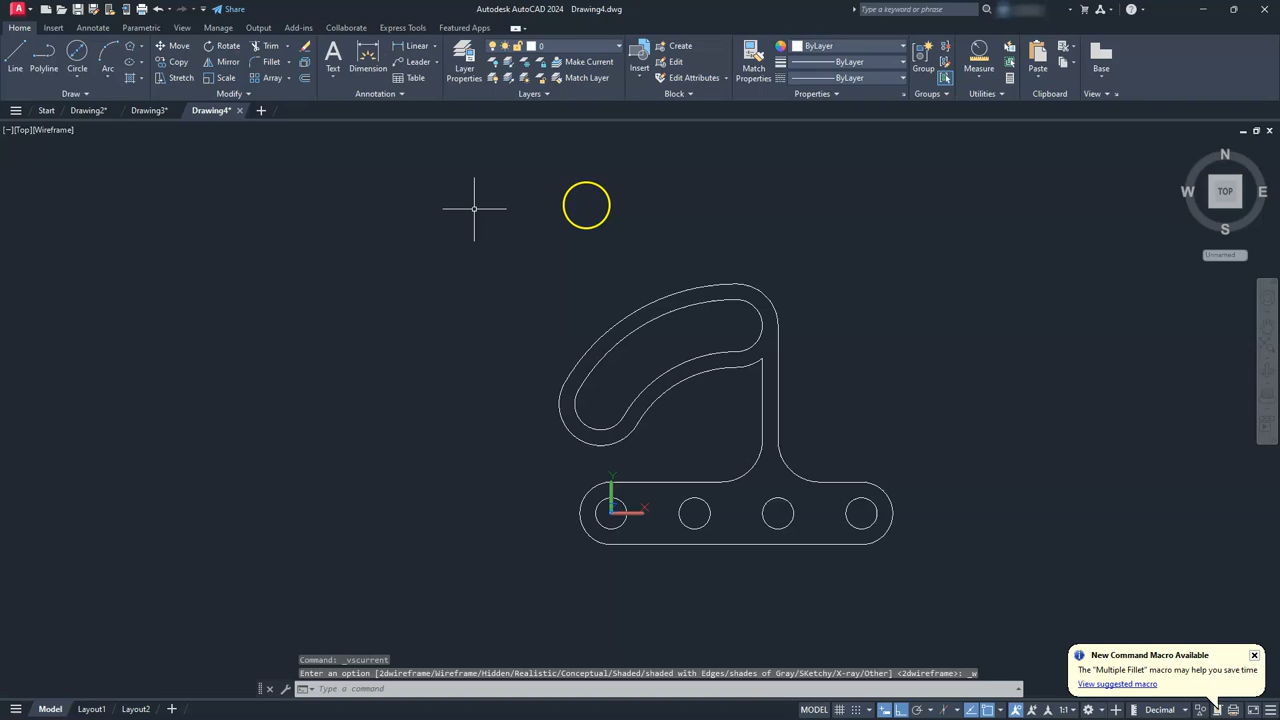 Share
Autodesk AutoCAD 2024 Drawing4.dwg
Type a keyword or phrase
Home Insert Annotate Parametric View Manage Output Add-ins Collaborate Express Tools Featured Apps
Line
Polyline
Circle
Arc
Move
Rotate
Trim
Copy
Mirror
Fillet
Stretch
Scale
Array
Text
Dimension
Linear
Leader
Table
Layer
Properties
0
Make Current
Match Layer
Insert
Create
Edit
Edit Attributes
Match
Properties
ByLayer
ByLayer
ByLayer
Group
Measure
Paste
Base
Draw Modify Annotation Layers Block Properties Groups Utilities Clipboard View
Start Drawing2* Drawing3* Drawing4*
[−][Top][Wireframe]
N
W TOP E
S
Unnamed
Y
X
Command: _vscurrent
Enter an option [2dwireframe/Wireframe/Hidden/Realistic/Conceptual/Shaded/shaded with Edges/shades of Gray/SKetchy/X-ray/Other] <2dwireframe>: _w
Type a command
New Command Macro Available
The "Multiple Fillet" macro may help you save time
View suggested macro
Model Layout1 Layout2
MODEL
1:1
Decimal